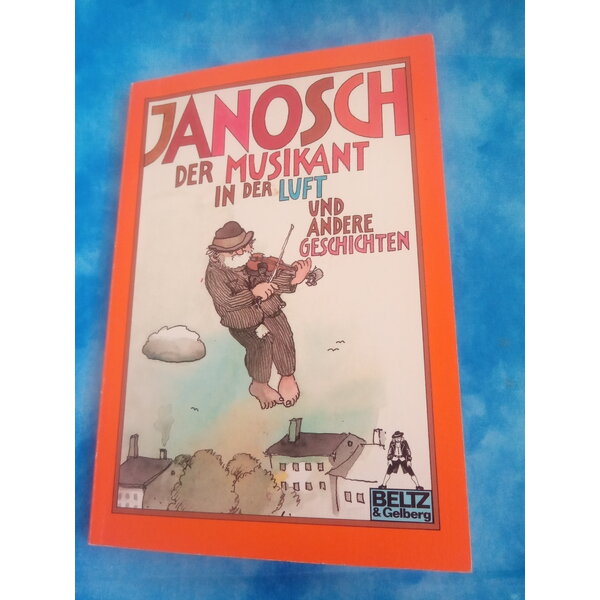 JANOSCH
DER MUSIKANT
IN DER LUFT
UND
ANDERE
GESCHICHTEN
BELTZ
& Gelberg